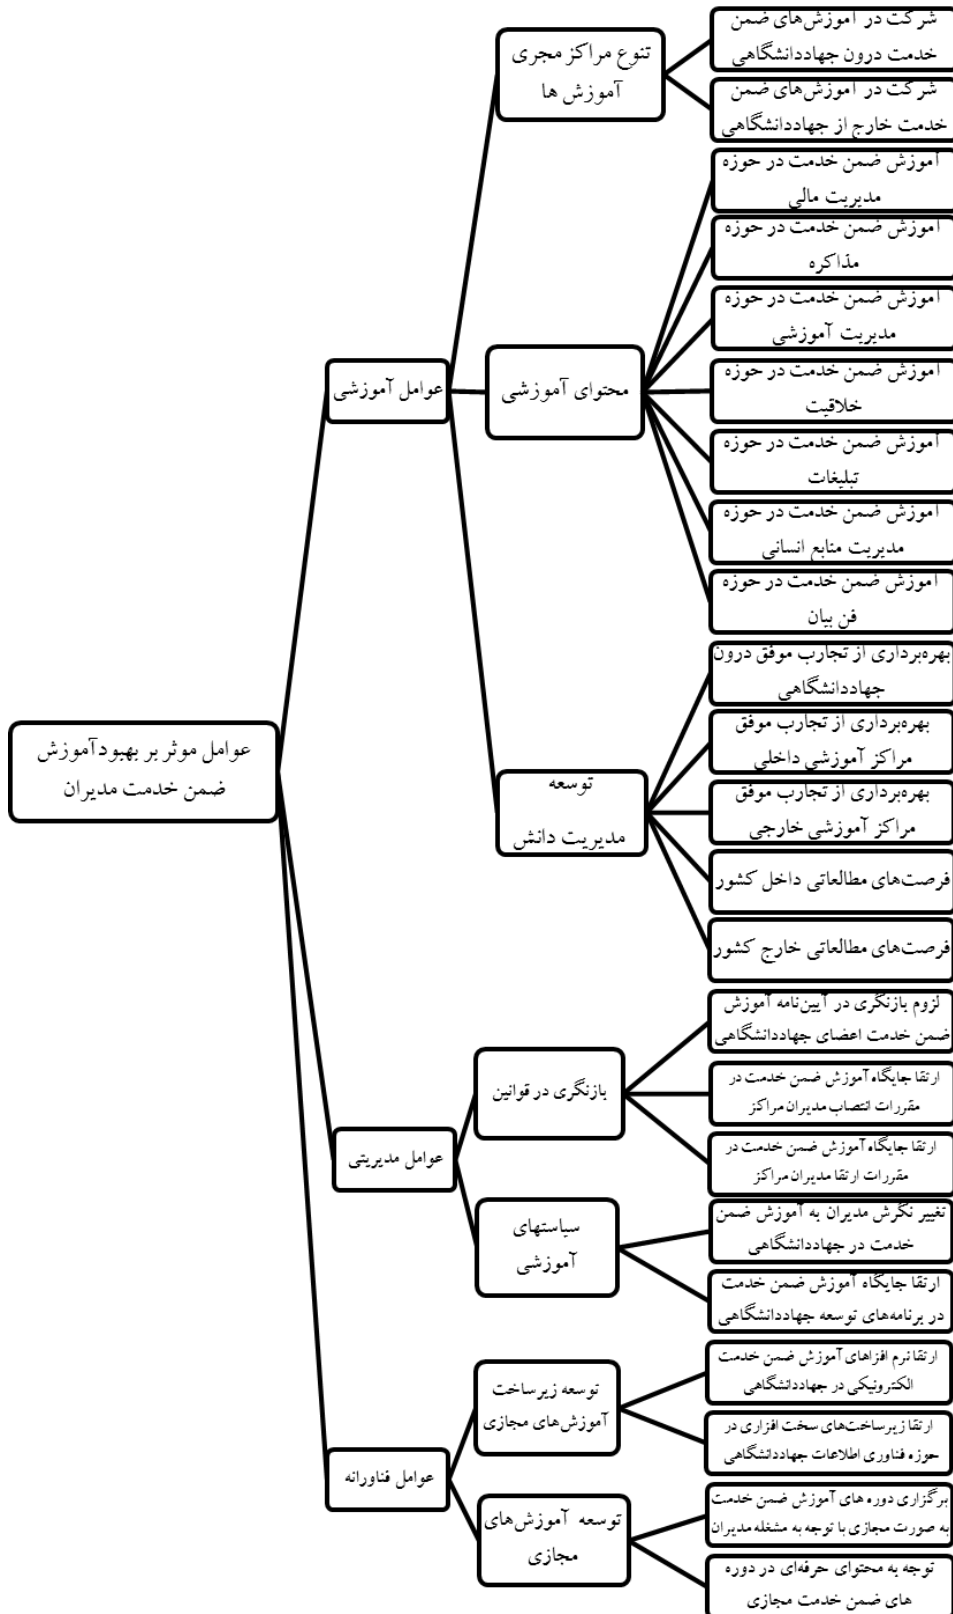 شرکت در آموزش‌های ضمن
خدمت درون جهاددانشگاهی
شرکت در آموزش‌های ضمن
خدمت خارج از جهاددانشگاهی
تنوع مراکز مجری
آموزش ها
آموزش ضمن خدمت در حوزه
مدیریت مالی
آموزش ضمن خدمت در حوزه
مذاکره
آموزش ضمن خدمت در حوزه
مدیریت آموزشی
آموزش ضمن خدمت در حوزه
خلاقیت
آموزش ضمن خدمت در حوزه
تبلیغات
آموزش ضمن خدمت در حوزه
مدیریت منابع انسانی
آموزش ضمن خدمت در حوزه
فن بیان
محتوای آموزشی
عوامل آموزشی
بهره‌برداری از تجارب موفق درون
جهاددانشگاهی
بهره‌برداری از تجارب موفق
مراکز آموزشی داخلی
بهره‌برداری از تجارب موفق
مراکز آموزشی خارجی
فرصت‌های مطالعاتی داخل کشور
فرصت‌های مطالعاتی خارج کشور
توسعه
مدیریت دانش
عوامل موثر بر بهبودآموزش
ضمن خدمت مدیران
لزوم بازنگری در آیین‌نامه آموزش
ضمن خدمت اعضای جهاددانشگاهی
ارتقا جایگاه آموزش ضمن خدمت در
مقررات انتصاب مدیران مراکز
ارتقا جایگاه آموزش ضمن خدمت در
مقررات ارتقا مدیران مراکز
بازنگری در قوانین
عوامل مدیریتی
تغییر نگرش مدیران به آموزش ضمن
خدمت در جهاددانشگاهی
ارتقا جایگاه آموزش ضمن خدمت
در برنامه‌های توسعه جهاددانشگاهی
سیاستهای
آموزشی
ارتقا نرم افزاهای آموزش ضمن خدمت
الکترونیکی در جهاددانشگاهی
ارتقا زیرساخت‌های سخت افزاری در
حوزه فناوری اطلاعات جهاددانشگاهی
توسعه زیرساخت
آموزش‌های مجازی
عوامل فناورانه
برگزاری دوره های آموزش ضمن خدمت
به صورت مجازی با توجه به مشغله مدیران
توجه به محتوای حرفه‌ای در دوره
های ضمن خدمت مجازی
توسعه آموزش‌های
مجازی